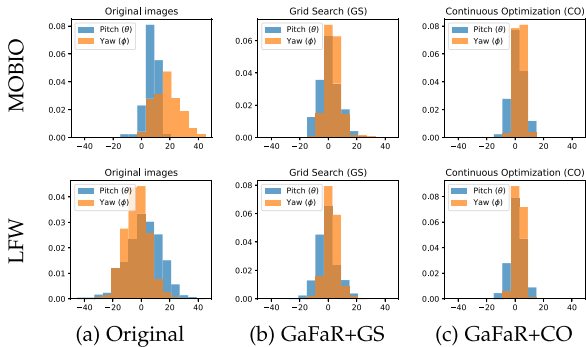 Original images
Grid Search (GS)
Continuous Optimization (CO)
MOBIO
0.08
0.06
0.04
0.02
0.00
Pitch (θ)
Yaw (ϕ)
−40 −20 0 20 40
0.06
0.04
0.02
0.00
Pitch (θ)
Yaw (ϕ)
−40 −20 0 20 40
0.08
0.06
0.04
0.02
0.00
Pitch (θ)
Yaw (ϕ)
−40 −20 0 20 40
Original images
Grid Search (GS)
Continuous Optimization (CO)
LFW
0.04
0.03
0.02
0.01
0.00
Pitch (θ)
Yaw (ϕ)
−40 −20 0 20 40
0.08
0.06
0.04
0.02
0.00
Pitch (θ)
Yaw (ϕ)
−40 −20 0 20 40
0.08
0.06
0.04
0.02
0.00
Pitch (θ)
Yaw (ϕ)
−40 −20 0 20 40
(a) Original
(b) GaFaR+GS
(c) GaFaR+CO